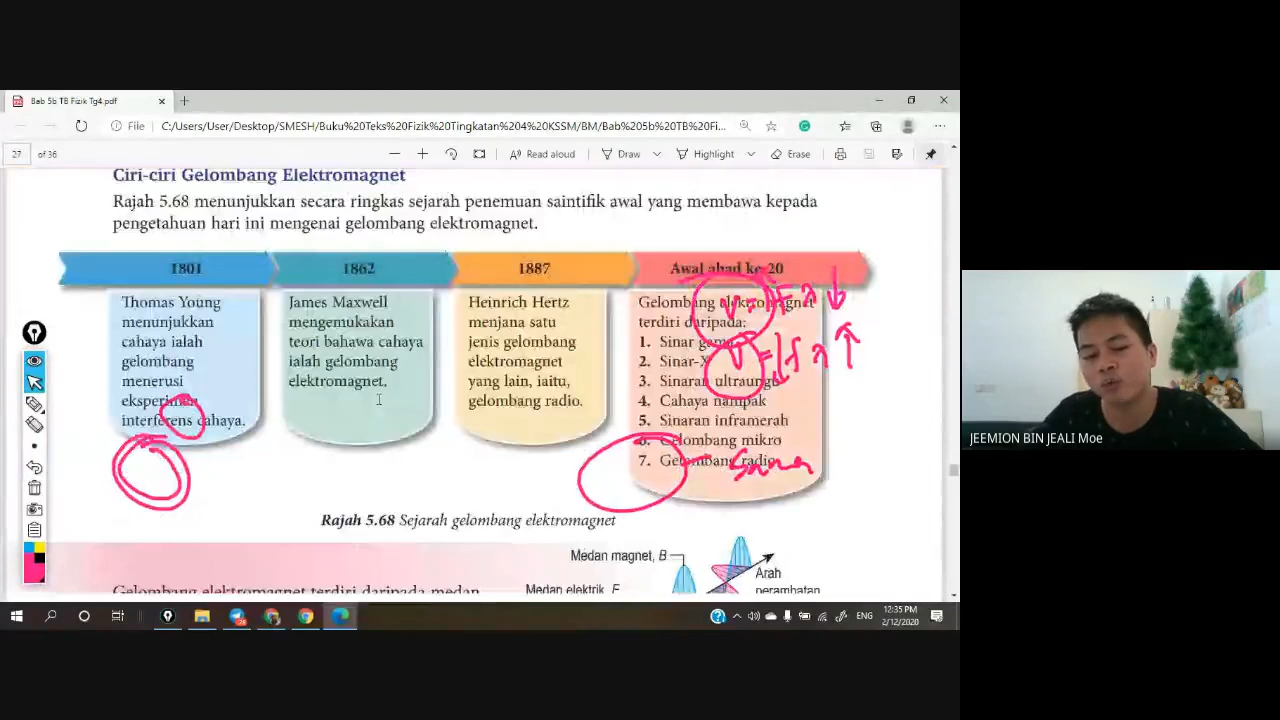 Bab 5b TB Fizik Tg4.pdf
File
C:/Users/User/Desktop/SMESH/Buku%20Teks%20Fizik%20Tingkatan%204%20KSSM/BM/Bab%205b%20TB%20Fi...
27 of 36
Read aloud
Draw
Highlight
Erase
Ciri-ciri Gelombang Elektromagnet
Rajah 5.68 menunjukkan secara ringkas sejarah penemuan saintifik awal yang membawa kepada
pengetahuan hari ini mengenai gelombang elektromagnet.
1801
Thomas Young
menunjukkan
cahaya ialah
gelombang
menerusi
eksperimen
interferens cahaya.
1862
James Maxwell
mengemukakan
teori bahawa cahaya
ialah gelombang
elektromagnet.
1887
Heinrich Hertz
menjana satu
jenis gelombang
elektromagnet
yang lain, iaitu,
gelombang radio.
Awal abad ke-20
Gelombang elektromagnet
terdiri daripada:
1. Sinar gama
2. Sinar-X
3. Sinaran ultraungu
4. Cahaya nampak
5. Sinaran inframerah
6. Gelombang mikro
7. Gelombang radio
v = f λ ↓
v = ↓f λ ↑
Sama
Rajah 5.68 Sejarah gelombang elektromagnet
Medan magnet, B
Medan elektrik, E
Arah
perambatan
Gelombang elektromagnet terdiri daripada medan
ENG
12:35 PM
2/12/2020
JEEMION BIN JEALI Moe